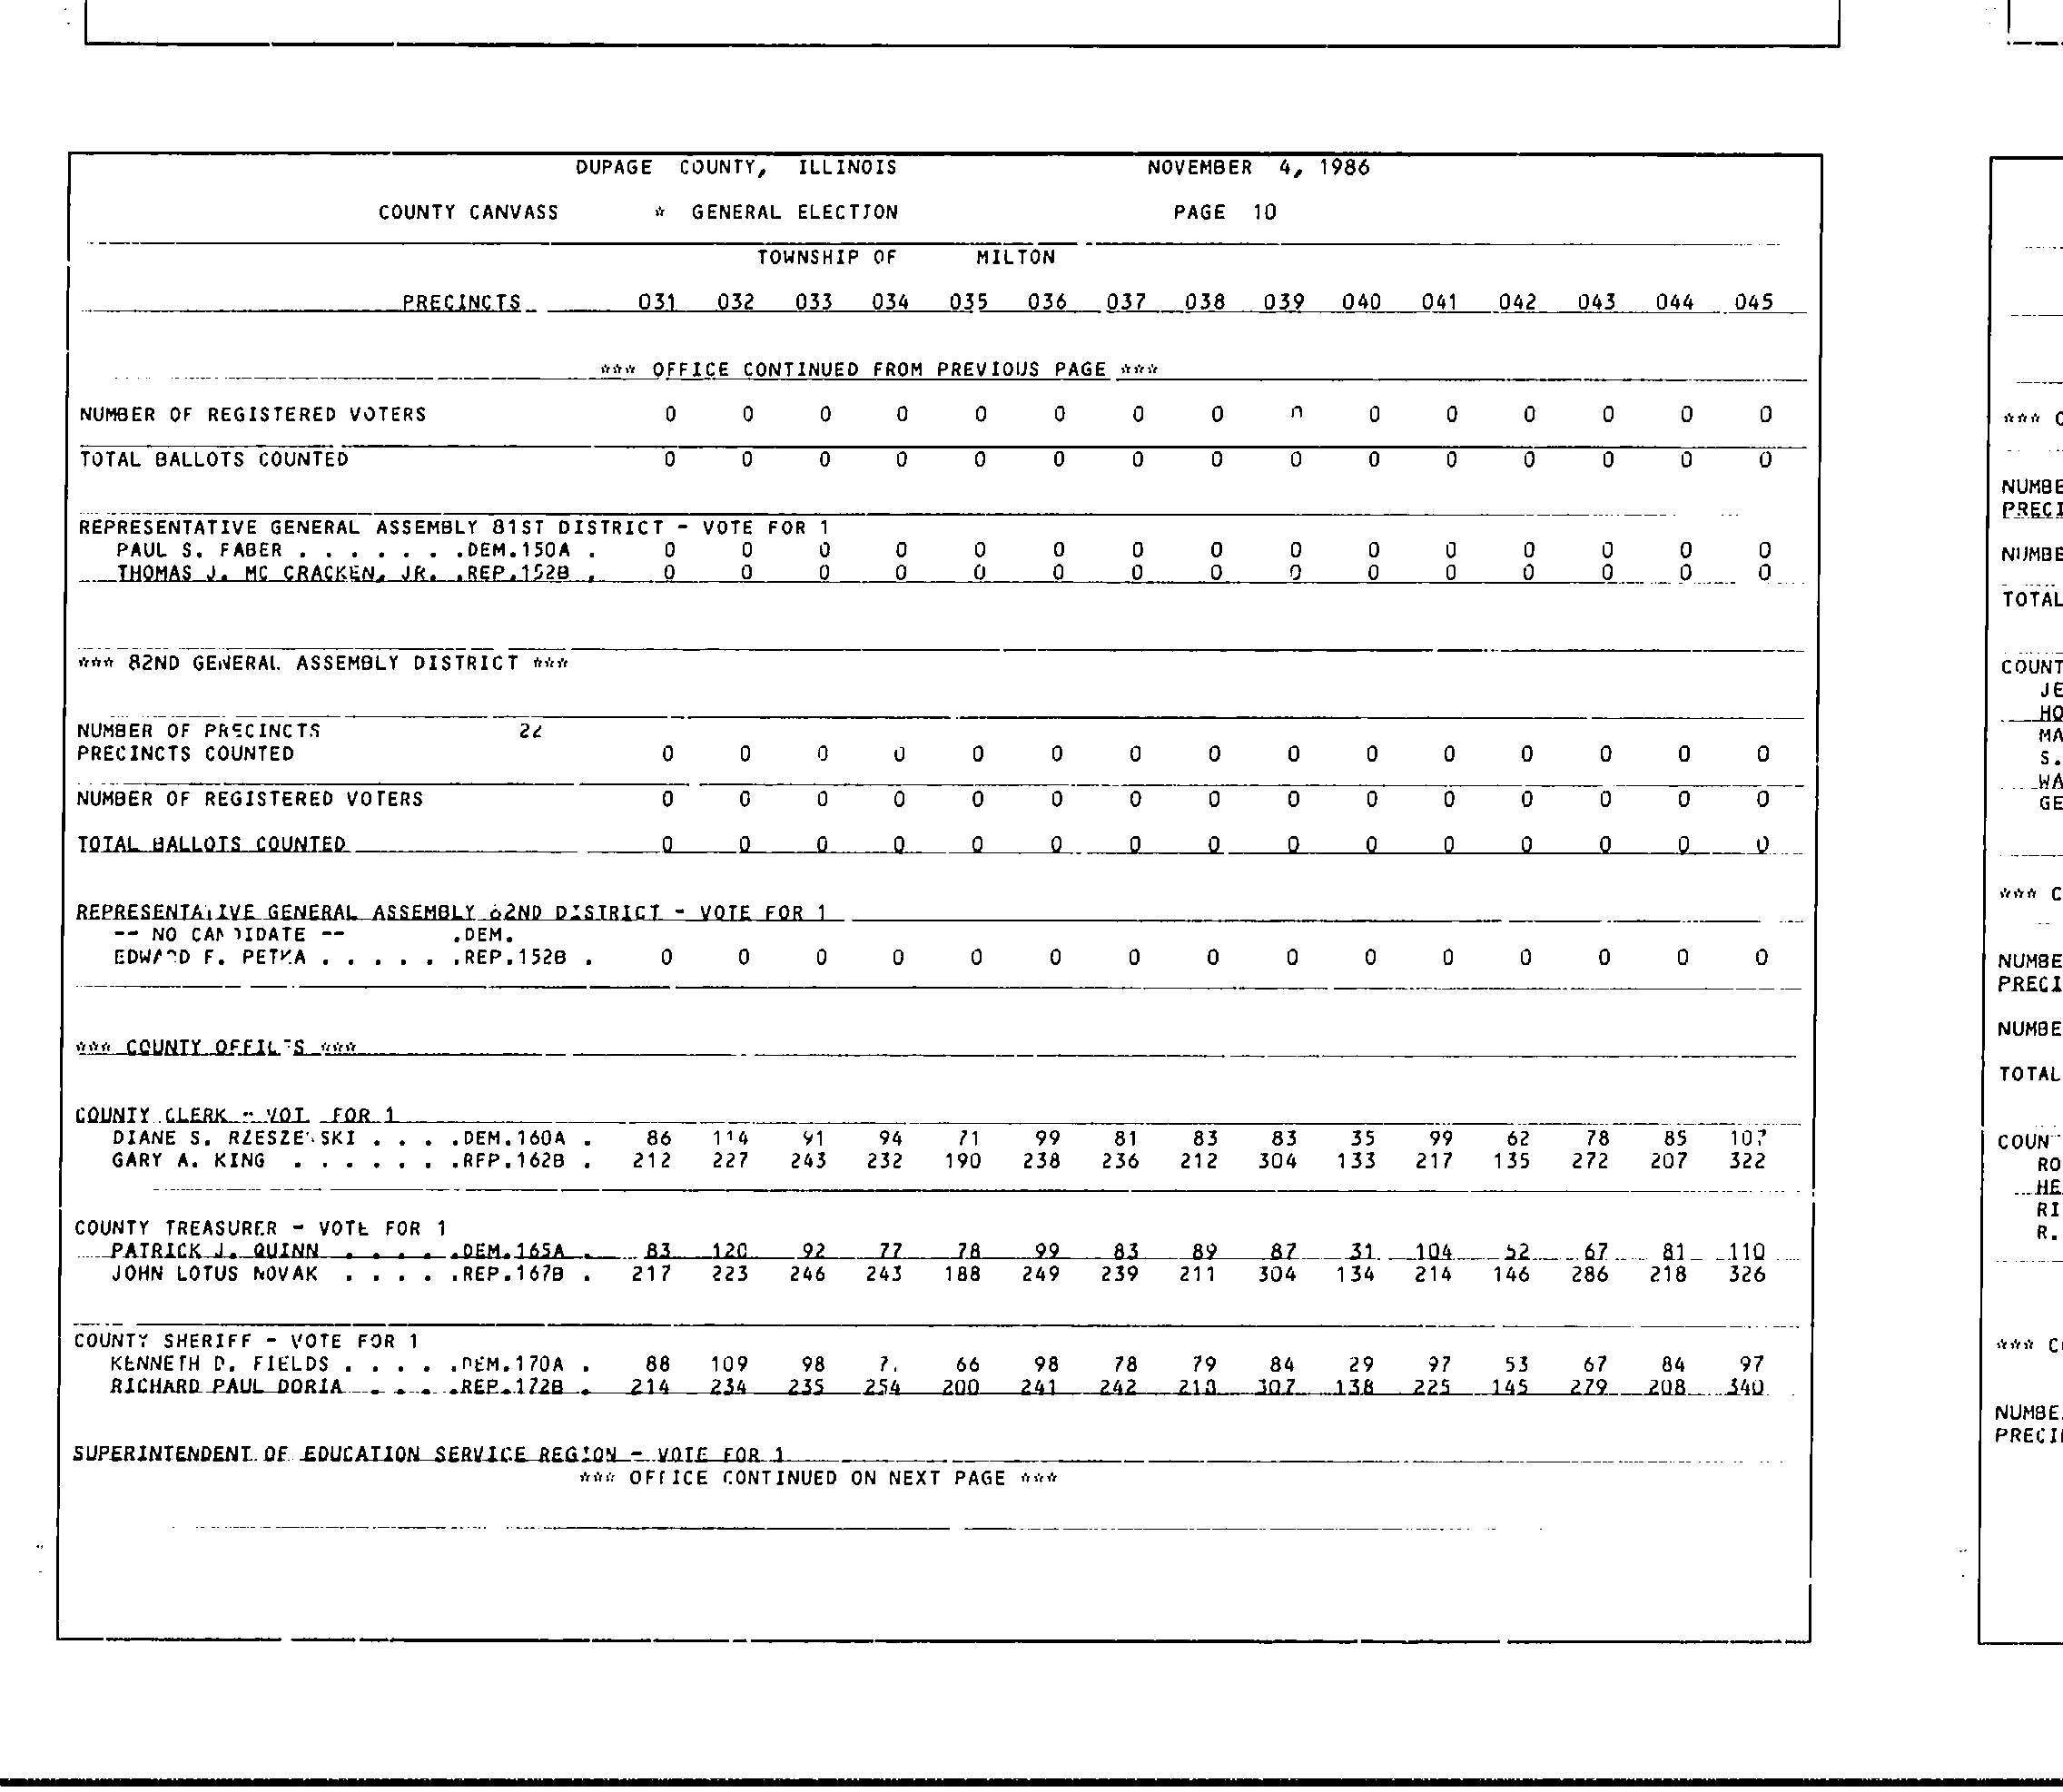 DUPAGE COUNTY, ILLINOIS NOVEMBER 4, 1986
COUNTY CANVASS * GENERAL ELECTION PAGE 10
TOWNSHIP OF MILTON
PRECINCTS 031 032 033 034 035 036 037 038 039 040 041 042 043 044 045
*** OFFICE CONTINUED FROM PREVIOUS PAGE ***
NUMBER OF REGISTERED VOTERS 0 0 0 0 0 0 0 0 0 0 0 0 0 0 0
TOTAL BALLOTS COUNTED 0 0 0 0 0 0 0 0 0 0 0 0 0 0 0
REPRESENTATIVE GENERAL ASSEMBLY 81ST DISTRICT - VOTE FOR 1
PAUL S. FABER . . . . . . .DEM.150A . 0 0 0 0 0 0 0 0 0 0 0 0 0 0 0
THOMAS J. MC CRACKEN, JR. .REP.152B . 0 0 0 0 0 0 0 0 0 0 0 0 0 0 0
*** 82ND GENERAL ASSEMBLY DISTRICT ***
NUMBER OF PRECINCTS 22
PRECINCTS COUNTED 0 0 0 0 0 0 0 0 0 0 0 0 0 0 0
NUMBER OF REGISTERED VOTERS 0 0 0 0 0 0 0 0 0 0 0 0 0 0 0
TOTAL BALLOTS COUNTED 0 0 0 0 0 0 0 0 0 0 0 0 0 0 0
REPRESENTATIVE GENERAL ASSEMBLY 82ND DISTRICT - VOTE FOR 1
-- NO CANDIDATE -- .DEM.
EDWARD F. PETKA . . . . . .REP.152B . 0 0 0 0 0 0 0 0 0 0 0 0 0 0 0
*** COUNTY OFFICES ***
COUNTY CLERK - VOTE FOR 1
DIANE S. RZESZEWSKI . . . .DEM.160A . 86 114 91 94 71 99 81 83 83 35 99 62 78 85 107
GARY A. KING . . . . . . .REP.162B . 212 227 243 232 190 238 236 212 304 133 217 135 272 207 322
COUNTY TREASURER - VOTE FOR 1
PATRICK J. QUINN . . . . .DEM.165A . 83 120 92 77 78 99 83 89 87 31 104 52 67 81 110
JOHN LOTUS NOVAK . . . . .REP.167B . 217 223 246 243 188 249 239 211 304 134 214 146 286 218 326
COUNTY SHERIFF - VOTE FOR 1
KENNETH D. FIELDS . . . . .DEM.170A . 88 109 98 66 98 78 79 84 29 97 53 67 84 97
RICHARD PAUL DORIA . . . .REP.172B . 214 234 235 254 200 241 242 218 307 138 225 145 279 208 340
SUPERINTENDENT OF EDUCATION SERVICE REGION - VOTE FOR 1
*** OFFICE CONTINUED ON NEXT PAGE ***
*** C
NUMBE
PRECI
NUMBE
TOTAL
COUNT
JE
HO
MA
S.
WA
GE
*** C
NUMBE
PRECI
NUMBE
TOTAL
COUN
RO
HE
RI
R.
*** C
NUMBE
PRECI